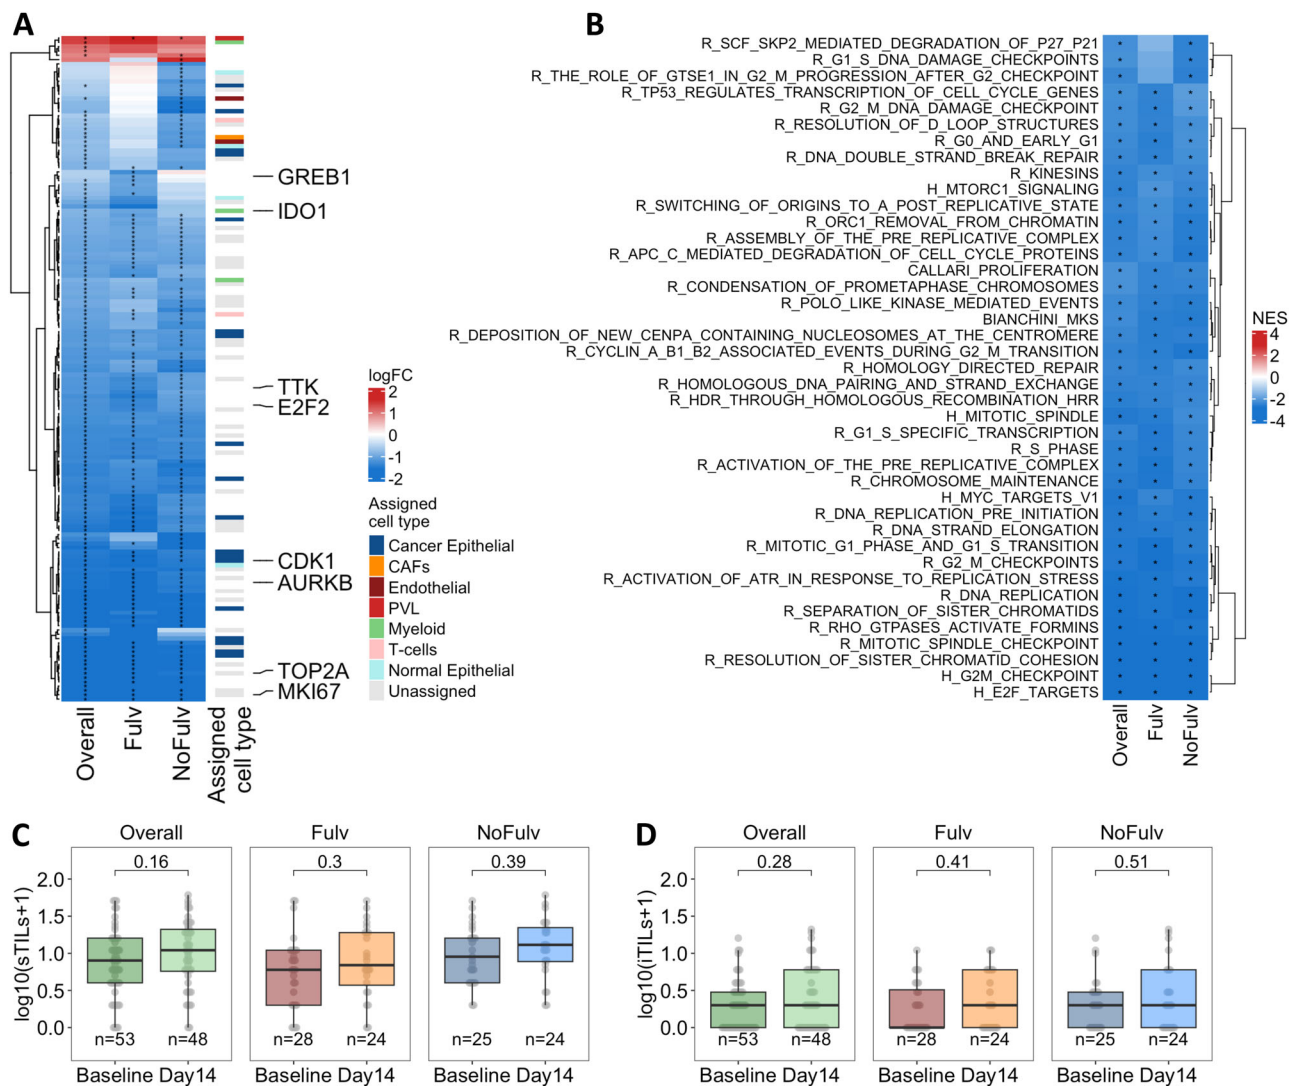 A
GREB1
IDO1
TTK
E2F2
CDK1
AURKB
TOP2A
MKI67
logFC
2
1
0
-1
-2
Assigned
cell type
Cancer Epithelial
CAFs
Endothelial
PVL
Myeloid
T-cells
Normal Epithelial
Unassigned
Overall
Fulv
NoFulv
Assigned
cell type
B
R_SCF_SKP2_MEDIATED_DEGRADATION_OF_P27_P21
R_G1_S_DNA_DAMAGE_CHECKPOINTS
R_THE_ROLE_OF_GTSE1_IN_G2_M_PROGRESSION_AFTER_G2_CHECKPOINT
R_TP53_REGULATES_TRANSCRIPTION_OF_CELL_CYCLE_GENES
R_G2_M_DNA_DAMAGE_CHECKPOINT
R_RESOLUTION_OF_D_LOOP_STRUCTURES
R_G0_AND_EARLY_G1
R_DNA_DOUBLE_STRAND_BREAK_REPAIR
R_KINESINS
H_MTORC1_SIGNALING
R_SWITCHING_OF_ORIGINS_TO_A_POST_REPLICATIVE_STATE
R_ORC1_REMOVAL_FROM_CHROMATIN
R_ASSEMBLY_OF_THE_PRE_REPLICATIVE_COMPLEX
R_APC_C_MEDIATED_DEGRADATION_OF_CELL_CYCLE_PROTEINS
CALLARI_PROLIFERATION
R_CONDENSATION_OF_PROMETAPHASE_CHROMOSOMES
R_POLO_LIKE_KINASE_MEDIATED_EVENTS
BIANCHINI_MKS
R_DEPOSITION_OF_NEW_CENPA_CONTAINING_NUCLEOSOMES_AT_THE_CENTROMERE
R_CYCLIN_A_B1_B2_ASSOCIATED_EVENTS_DURING_G2_M_TRANSITION
R_HOMOLOGY_DIRECTED_REPAIR
R_HOMOLOGOUS_DNA_PAIRING_AND_STRAND_EXCHANGE
R_HDR_THROUGH_HOMOLOGOUS_RECOMBINATION_HRR
H_MITOTIC_SPINDLE
R_G1_S_SPECIFIC_TRANSCRIPTION
R_S_PHASE
R_ACTIVATION_OF_THE_PRE_REPLICATIVE_COMPLEX
R_CHROMOSOME_MAINTENANCE
H_MYC_TARGETS_V1
R_DNA_REPLICATION_PRE_INITIATION
R_DNA_STRAND_ELONGATION
R_MITOTIC_G1_PHASE_AND_G1_S_TRANSITION
R_G2_M_CHECKPOINTS
R_ACTIVATION_OF_ATR_IN_RESPONSE_TO_REPLICATION_STRESS
R_DNA_REPLICATION
R_SEPARATION_OF_SISTER_CHROMATIDS
R_RHO_GTPASES_ACTIVATE_FORMINS
R_MITOTIC_SPINDLE_CHECKPOINT
R_RESOLUTION_OF_SISTER_CHROMATID_COHESION
H_G2M_CHECKPOINT
H_E2F_TARGETS
Overall
Fulv
NoFulv
NES
4
2
0
-2
-4
C
Overall Fulv NoFulv
0.16 0.3 0.39
log10(sTILs+1)
2.0
1.5
1.0
0.5
0.0
n=53 n=48 n=28 n=24 n=25 n=24
Baseline Day14 Baseline Day14 Baseline Day14
D
Overall Fulv NoFulv
0.28 0.41 0.51
log10(iTILs+1)
2.0
1.5
1.0
0.5
0.0
n=53 n=48 n=28 n=24 n=25 n=24
Baseline Day14 Baseline Day14 Baseline Day14